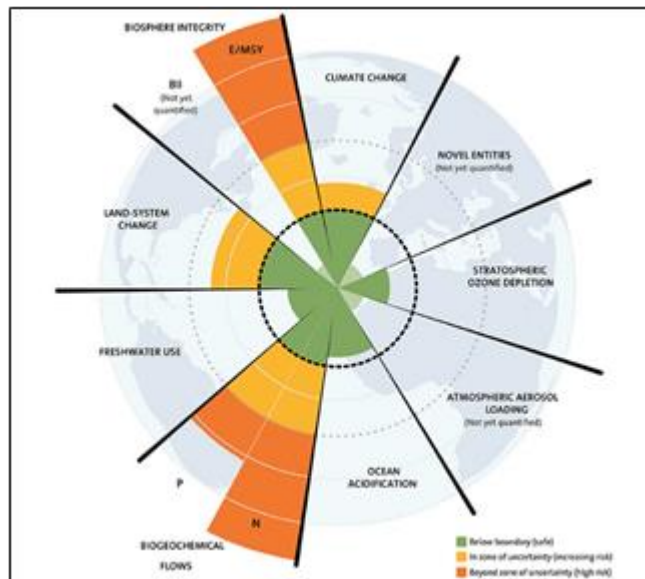 BIOSPHERE INTEGRITY
E/MSY
CLIMATE CHANGE
BII
(Not yet
quantified)
NOVEL ENTITIES
(Not yet quantified)
LAND-SYSTEM
CHANGE
STRATOSPHERIC
OZONE DEPLETION
FRESHWATER USE
ATMOSPHERIC AEROSOL
LOADING
(Not yet quantified)
OCEAN
ACIDIFICATION
P
N
BIOGEOCHEMICAL
FLOWS
Below boundary (safe)
In zone of uncertainty (increasing risk)
Beyond zone of uncertainty (high risk)